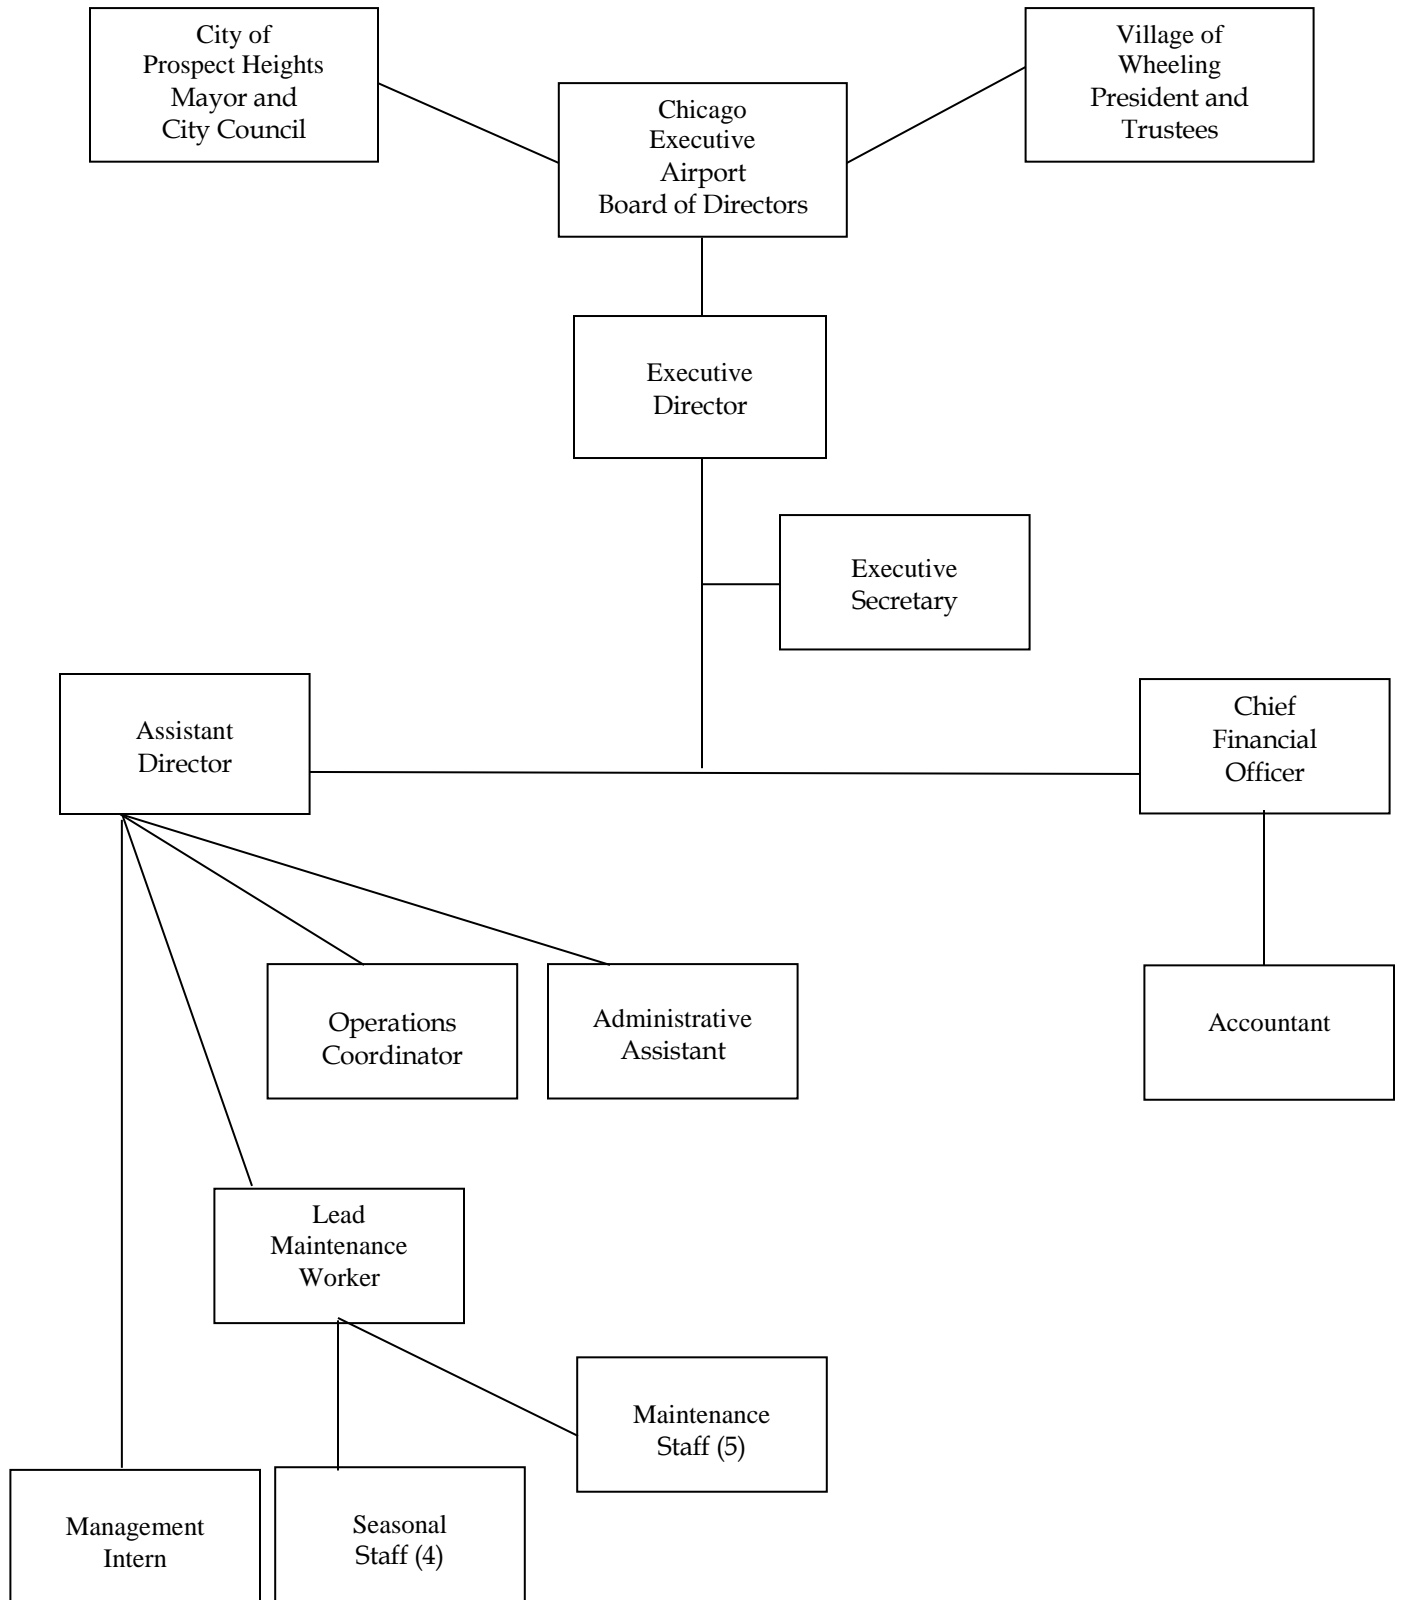 City of
Prospect Heights
Mayor and
City Council
Chicago
Executive
Airport
Board of Directors
Village of
Wheeling
President and
Trustees
Executive
Director
Executive
Secretary
Assistant
Director
Chief
Financial
Officer
Operations
Coordinator
Administrative
Assistant
Accountant
Lead
Maintenance
Worker
Maintenance
Staff (5)
Management
Intern
Seasonal
Staff (4)